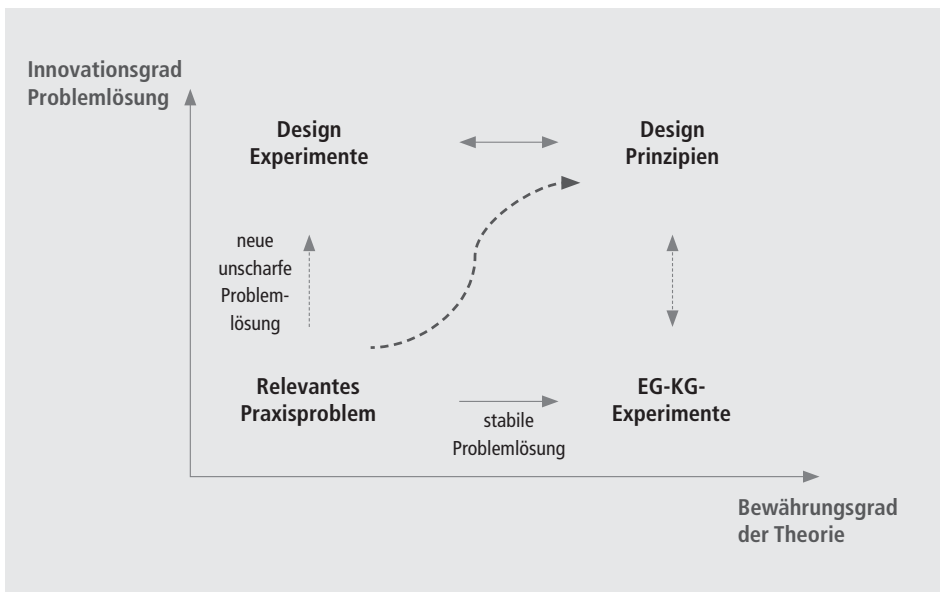 Innovationsgrad
Problemlösung
Design
Experimente
Design
Prinzipien
neue
unscharfe
Problem-
lösung
Relevantes
Praxisproblem
stabile
Problemlösung
EG-KG-
Experimente
Bewährungsgrad
der Theorie